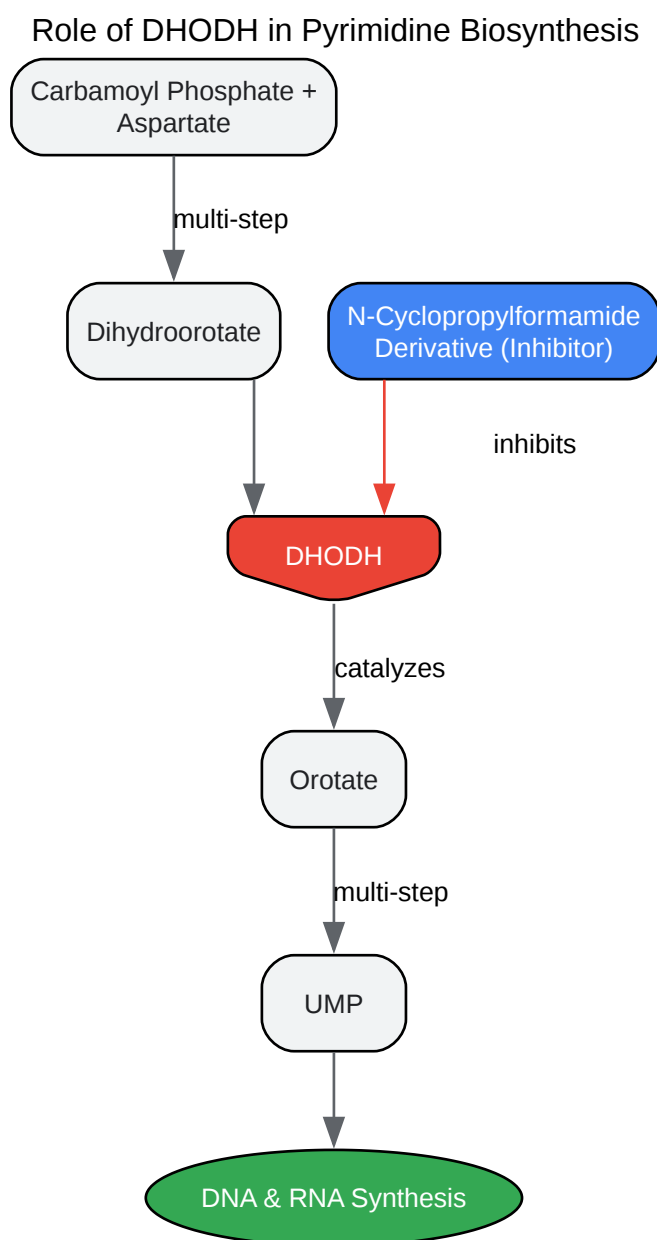 Role of DHODH in Pyrimidine Biosynthesis
Carbamoyl Phosphate +
Aspartate
multi-step
Dihydroorotate
N-Cyclopropylformamide
Derivative (Inhibitor)
inhibits
DHODH
catalyzes
Orotate
multi-step
UMP
DNA & RNA Synthesis